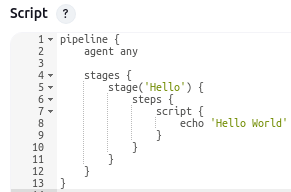 Script ?
1 pipeline {
2     agent any
3
4     stages {
5         stage('Hello') {
6             steps {
7                 script {
8                     echo 'Hello World'
9                 }
10             }
11         }
12     }
13 }